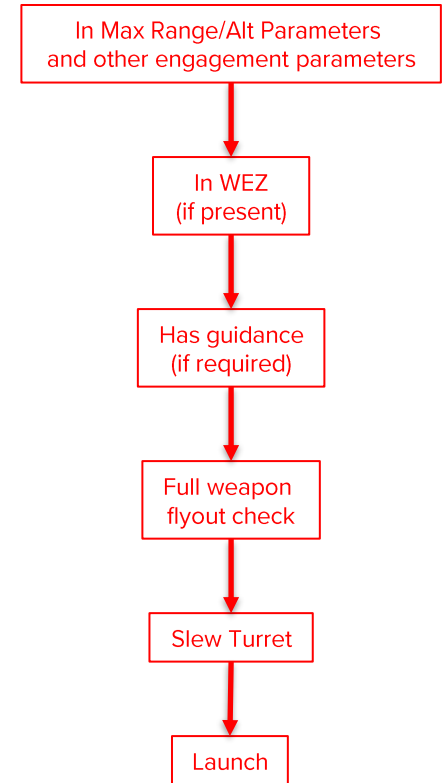 In Max Range/Alt Parameters
and other engagement parameters
In WEZ
(if present)
Has guidance
(if required)
Full weapon
flyout check
Slew Turret
Launch